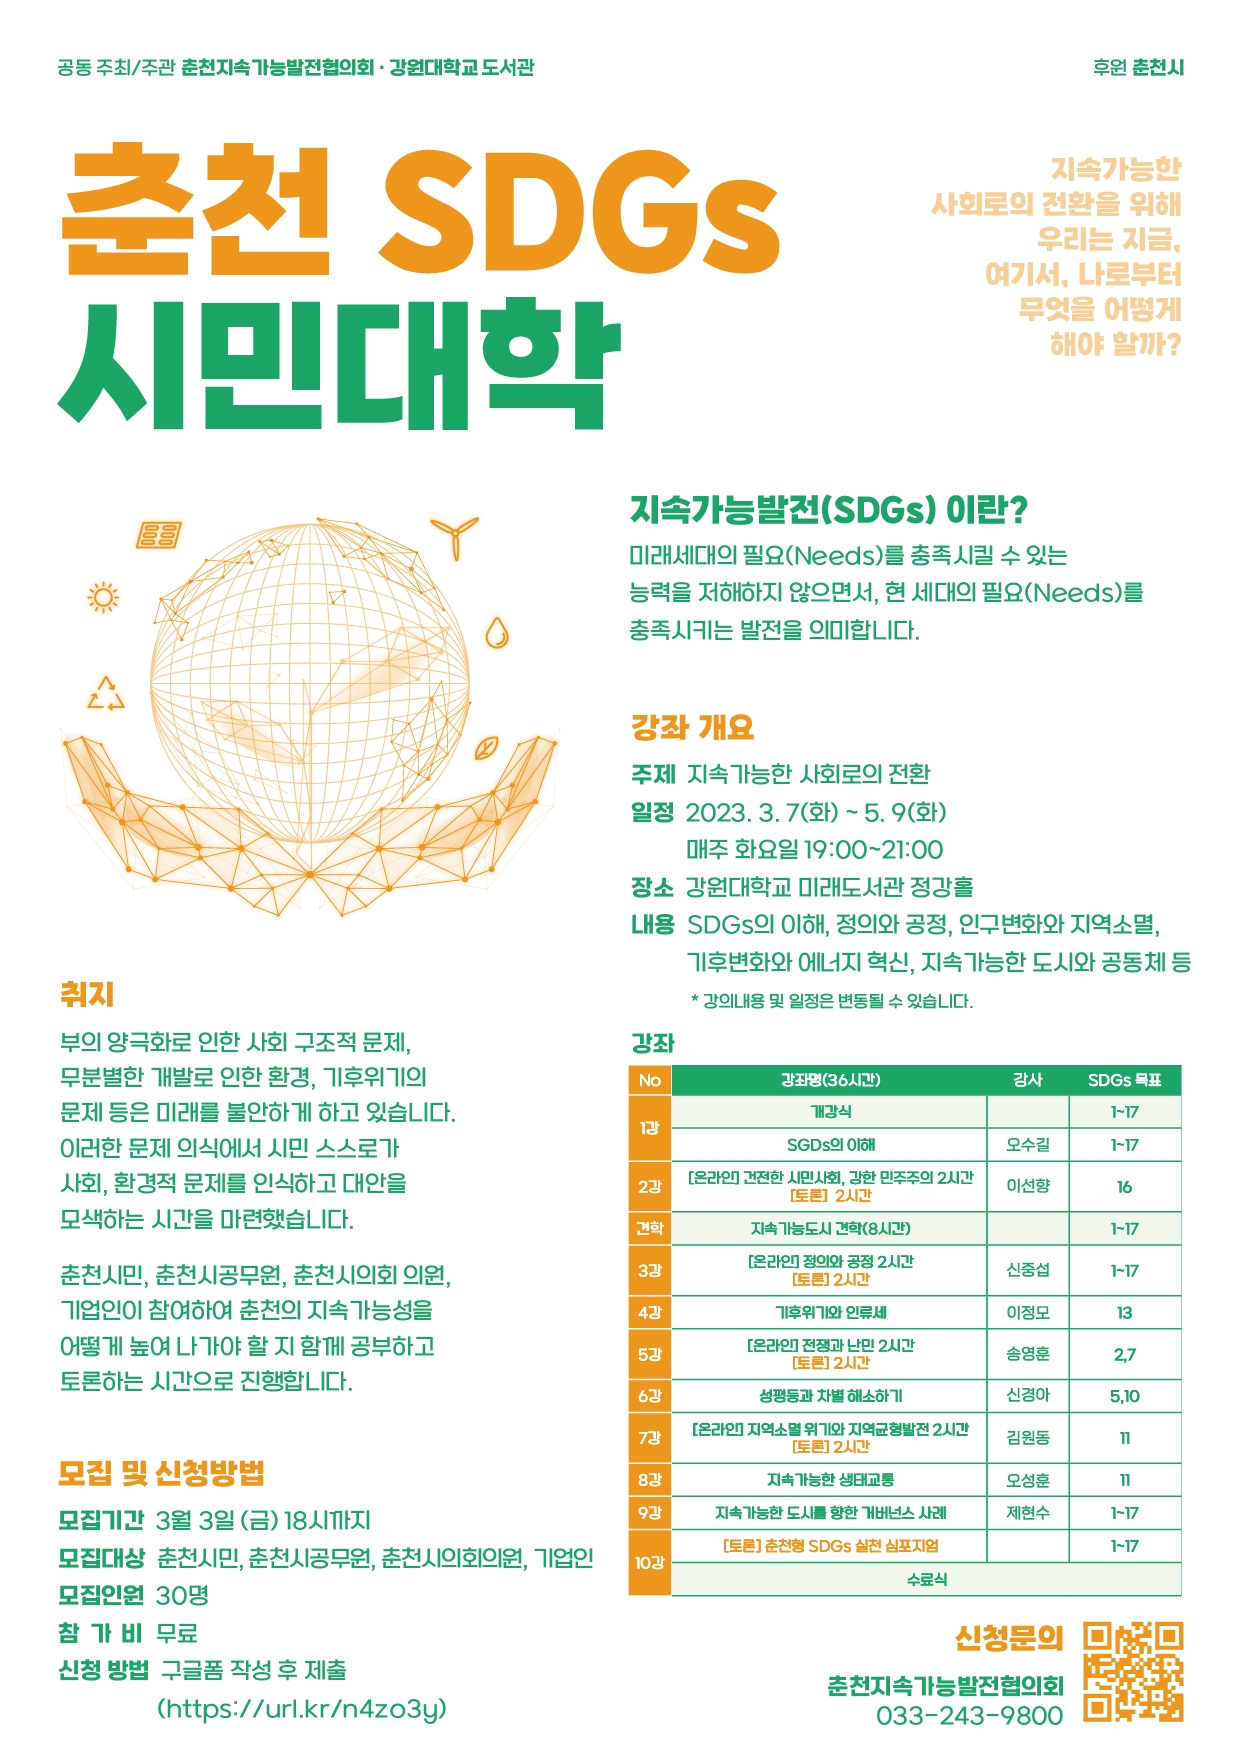 공동 주최/주관 춘천지속가능발전협의회 · 강원대학교 도서관
후원 춘천시
춘천 SDGs
시민대학
지속가능한
사회로의 전환을 위해
우리는 지금,
여기서, 나로부터
무엇을 어떻게
해야 할까?
지속가능발전(SDGs) 이란?
미래세대의 필요(Needs)를 충족시킬 수 있는
능력을 저해하지 않으면서, 현 세대의 필요(Needs)를
충족시키는 발전을 의미합니다.
강좌 개요
주제 지속가능한 사회로의 전환
일정 2023. 3. 7(화) ~ 5. 9(화)
매주 화요일 19:00~21:00
장소 강원대학교 미래도서관 정강홀
내용 SDGs의 이해, 정의와 공정, 인구변화와 지역소멸,
기후변화와 에너지 혁신, 지속가능한 도시와 공동체 등
* 강의내용 및 일정은 변동될 수 있습니다.
취지
부의 양극화로 인한 사회 구조적 문제,
무분별한 개발로 인한 환경, 기후위기의
문제 등은 미래를 불안하게 하고 있습니다.
이러한 문제 의식에서 시민 스스로가
사회, 환경적 문제를 인식하고 대안을
모색하는 시간을 마련했습니다.
춘천시민, 춘천시공무원, 춘천시의회 의원,
기업인이 참여하여 춘천의 지속가능성을
어떻게 높여 나가야 할 지 함께 공부하고
토론하는 시간으로 진행합니다.
모집 및 신청방법
모집기간 3월 3일 (금) 18시까지
모집대상 춘천시민, 춘천시공무원, 춘천시의회의원, 기업인
모집인원 30명
참 가 비 무료
신청 방법 구글폼 작성 후 제출
(https://url.kr/n4zo3y)
강좌
No 강좌명(36시간) 강사 SDGs 목표
1강 개강식 1~17
SGDs의 이해 오수길 1~17
2강 [온라인] 건전한 시민사회, 강한 민주주의 2시간 이선향 16
[토론] 2시간
견학 지속가능도시 견학(8시간) 1~17
3강 [온라인] 정의와 공정 2시간 신중섭 1~17
[토론] 2시간
4강 기후위기와 인류세 이정모 13
5강 [온라인] 전쟁과 난민 2시간 송영훈 2,7
[토론] 2시간
6강 성평등과 차별 해소하기 신경아 5,10
7강 [온라인] 지역소멸 위기와 지역균형발전 2시간 김원동 11
[토론] 2시간
8강 지속가능한 생태교통 오성훈 11
9강 지속가능한 도시를 향한 거버넌스 사례 제현수 1~17
10강 [토론] 춘천형 SDGs 실천 심포지엄 1~17
수료식
신청문의
춘천지속가능발전협의회
033-243-9800